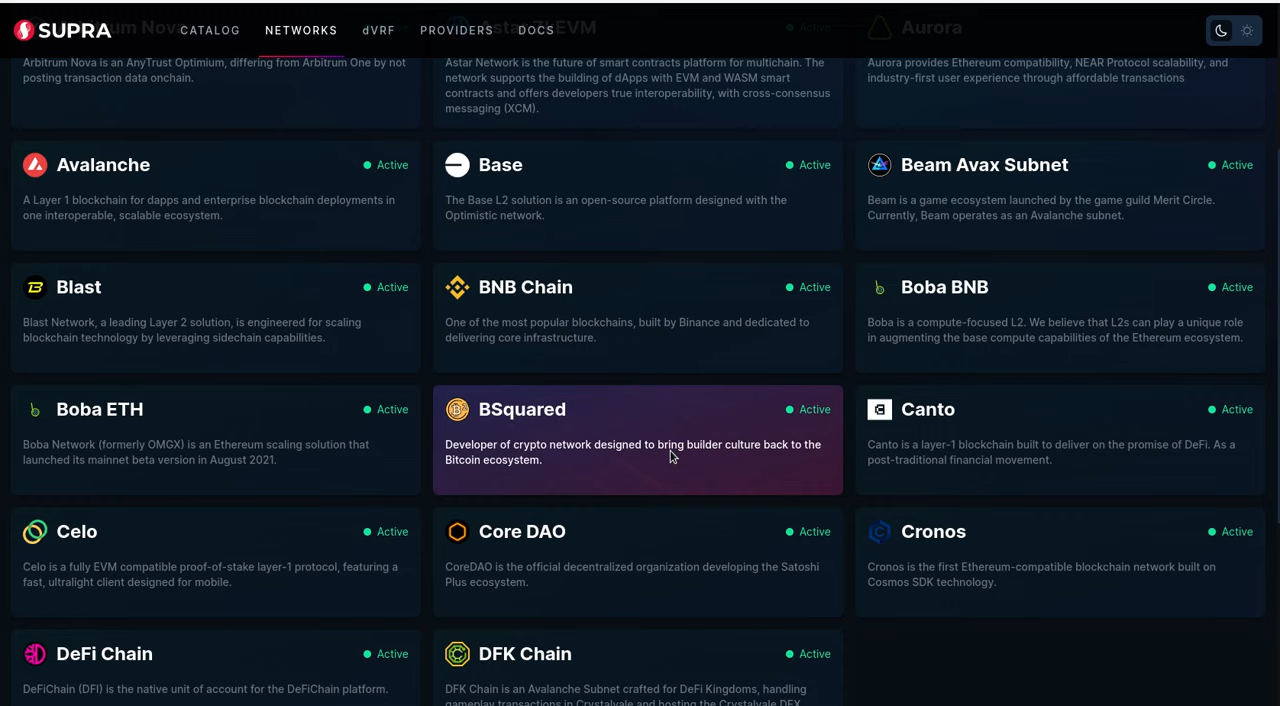 SUPRA
CATALOG
NETWORKS
dVRF
PROVIDERS
DOCS
Arbitrum Nova
Astar ZkEVM
Aurora
Arbitrum Nova is an AnyTrust Optimium, differing from Arbitrum One by not
posting transaction data onchain.
Astar Network is the future of smart contracts platform for multichain. The
network supports the building of dApps with EVM and WASM smart
contracts and offers developers true interoperability, with cross-consensus
messaging (XCM).
Aurora provides Ethereum compatibility, NEAR Protocol scalability, and
industry-first user experience through affordable transactions
Avalanche
Active
A Layer 1 blockchain for dapps and enterprise blockchain deployments in
one interoperable, scalable ecosystem.
Base
Active
The Base L2 solution is an open-source platform designed with the
Optimistic network.
Beam Avax Subnet
Active
Beam is a game ecosystem launched by the game guild Merit Circle.
Currently, Beam operates as an Avalanche subnet.
Blast
Active
Blast Network, a leading Layer 2 solution, is engineered for scaling
blockchain technology by leveraging sidechain capabilities.
BNB Chain
Active
One of the most popular blockchains, built by Binance and dedicated to
delivering core infrastructure.
Boba BNB
Active
Boba is a compute-focused L2. We believe that L2s can play a unique role
in augmenting the base compute capabilities of the Ethereum ecosystem.
Boba ETH
Active
Boba Network (formerly OMGX) is an Ethereum scaling solution that
launched its mainnet beta version in August 2021.
BSquared
Active
Developer of crypto network designed to bring builder culture back to the
Bitcoin ecosystem.
Canto
Active
Canto is a layer-1 blockchain built to deliver on the promise of DeFi. As a
post-traditional financial movement.
Celo
Active
Celo is a fully EVM compatible proof-of-stake layer-1 protocol, featuring a
fast, ultralight client designed for mobile.
Core DAO
Active
CoreDAO is the official decentralized organization developing the Satoshi
Plus ecosystem.
Cronos
Active
Cronos is the first Ethereum-compatible blockchain network built on
Cosmos SDK technology.
DeFi Chain
Active
DeFiChain (DFI) is the native unit of account for the DeFiChain platform.
DFK Chain
Active
DFK Chain is an Avalanche Subnet crafted for DeFi Kingdoms, handling
gameplay transactions in Crystalvale and hosting the Crystalvale DEX.